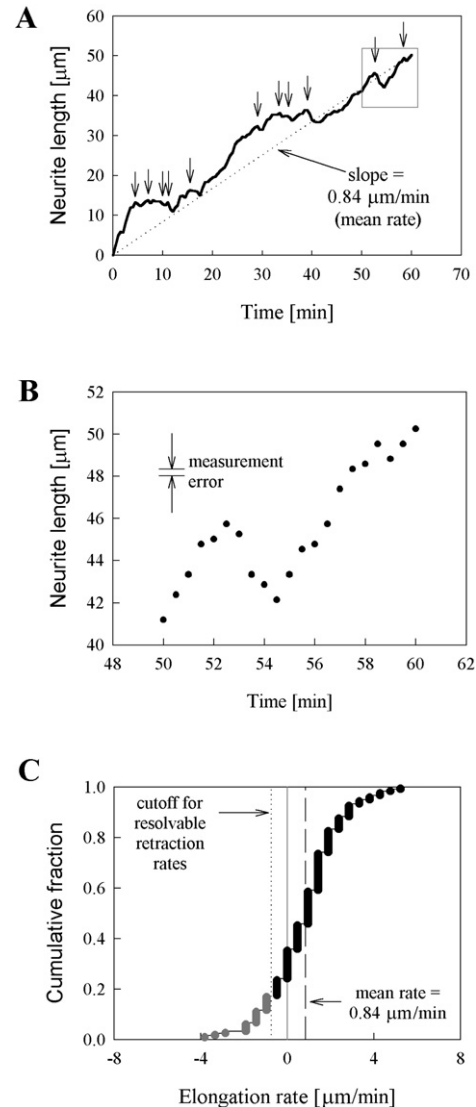 A
Neurite length [μm]
60
50
40
30
20
10
0
slope =
0.84 μm/min
(mean rate)
0 10 20 30 40 50 60 70
Time [min]
B
Neurite length [μm]
52
50
48
46
44
42
40
measurement
error
48 50 52 54 56 58 60 62
Time [min]
C
Cumulative fraction
1.0
0.8
0.6
0.4
0.2
0.0
cutoff for
resolvable
retraction
rates
mean rate =
0.84 μm/min
-8 -4 0 4 8
Elongation rate [μm/min]